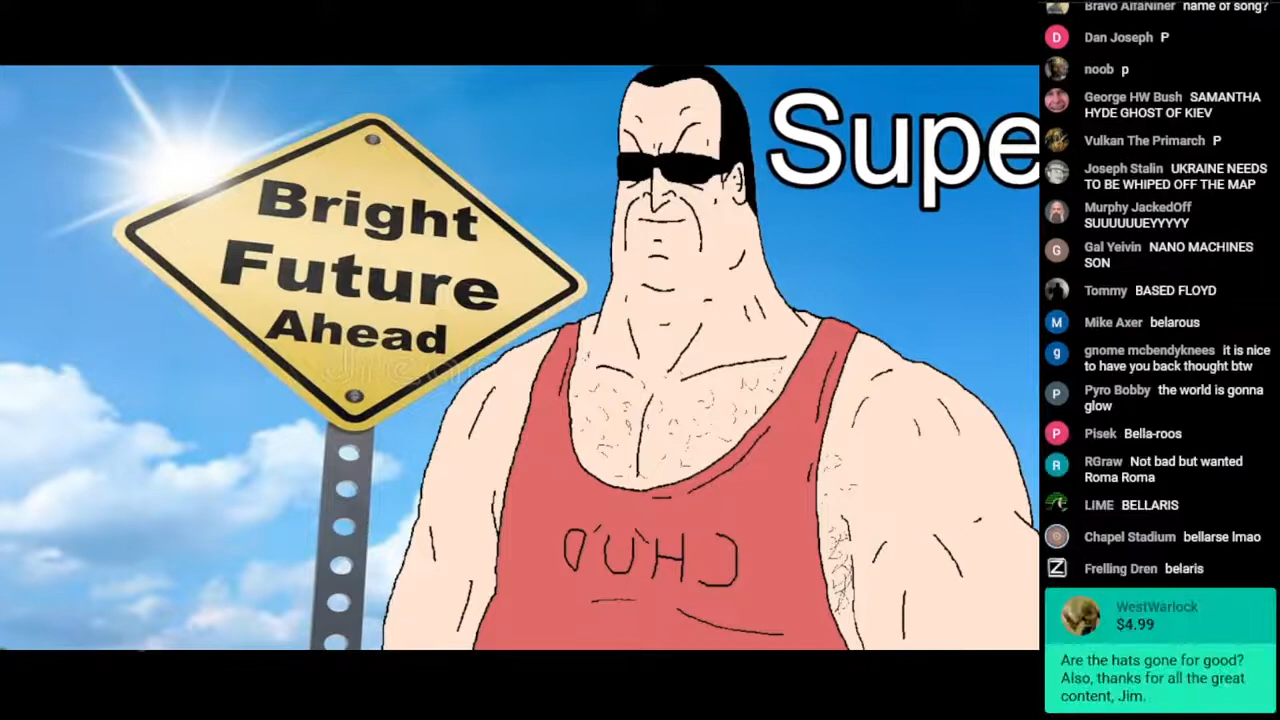 Bright
Future
Ahead
Supe
CHUD
Bravo AlfaNiner name of song?
D
Dan Joseph P
noob p
George HW Bush SAMANTHA
HYDE GHOST OF KIEV
Vulkan The Primarch P
Joseph Stalin UKRAINE NEEDS
TO BE WHIPED OFF THE MAP
Murphy JackedOff
SUUUUUUEYYYYY
G
Gal Yeivin NANO MACHINES
SON
Tommy BASED FLOYD
M
Mike Axer belarous
g
gnome mcbendyknees it is nice
to have you back thought btw
P
Pyro Bobby the world is gonna
glow
P
Pisek Bella-roos
R
RGraw Not bad but wanted
Roma Roma
LIME BELLARIS
Chapel Stadium bellarse lmao
Z
Frelling Dren belaris
WestWarlock
$4.99
Are the hats gone for good?
Also, thanks for all the great
content, Jim.